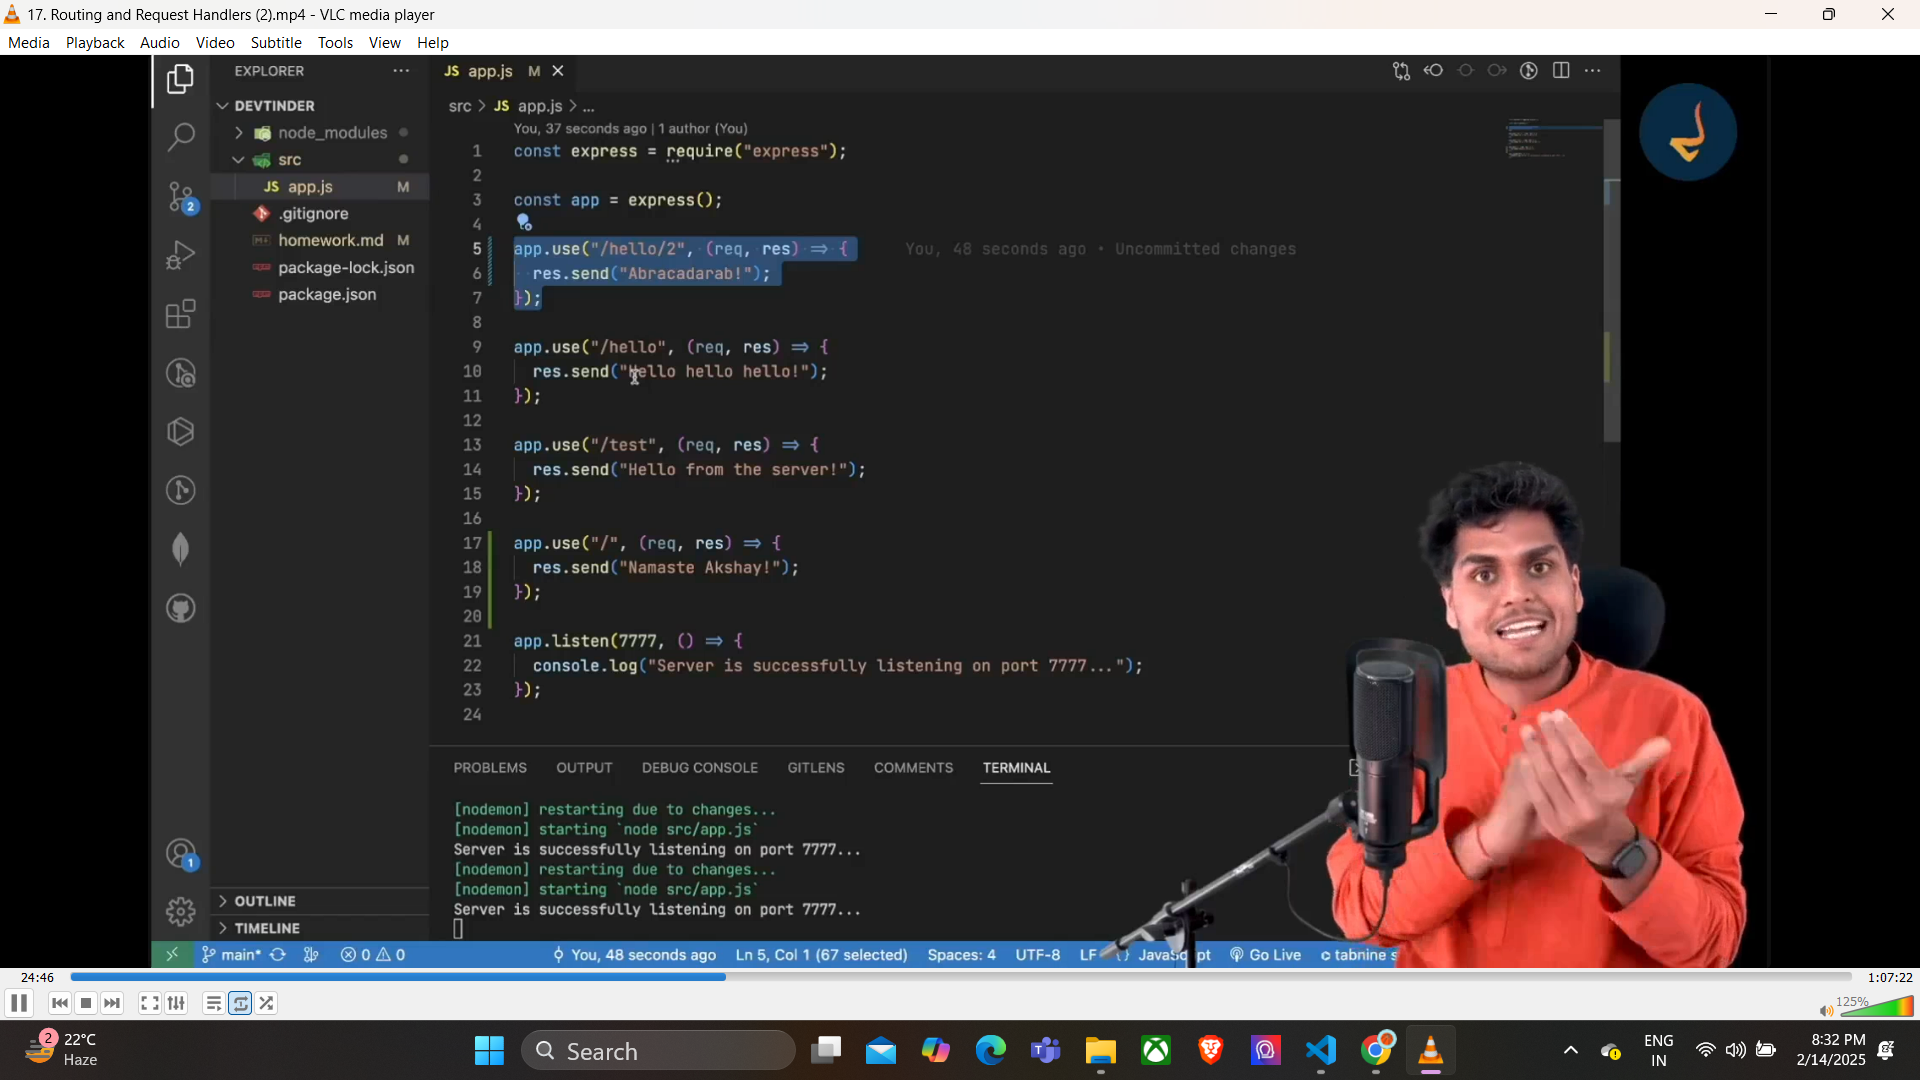 17. Routing and Request Handlers (2).mp4 - VLC media player
Media Playback Audio Video Subtitle Tools View Help
EXPLORER
DEVTINDER
node_modules
src
JS app.js M
.gitignore
homework.md M
package-lock.json
package.json
OUTLINE
TIMELINE
2
1
JS app.js M
src > JS app.js > ...
You, 37 seconds ago | 1 author (You)
1 const express = require("express");
2
3 const app = express();
4
5 app.use("/hello/2", (req, res) => { You, 48 seconds ago • Uncommitted changes
6 res.send("Abracadarab!");
7 });
8
9 app.use("/hello", (req, res) => {
10 res.send("Hello hello hello!");
11 });
12
13 app.use("/test", (req, res) => {
14 res.send("Hello from the server!");
15 });
16
17 app.use("/", (req, res) => {
18 res.send("Namaste Akshay!");
19 });
20
21 app.listen(7777, () => {
22 console.log("Server is successfully listening on port 7777...");
23 });
24
PROBLEMS OUTPUT DEBUG CONSOLE GITLENS COMMENTS TERMINAL
[nodemon] restarting due to changes...
[nodemon] starting `node src/app.js`
Server is successfully listening on port 7777...
[nodemon] restarting due to changes...
[nodemon] starting `node src/app.js`
Server is successfully listening on port 7777...
main* 0 0 You, 48 seconds ago Ln 5, Col 1 (67 selected) Spaces: 4 UTF-8 LF JavaScript Go Live tabnine
24:46 1:07:22
125%
2 22°C
Haze
Search
ENG
IN
8:32 PM
2/14/2025